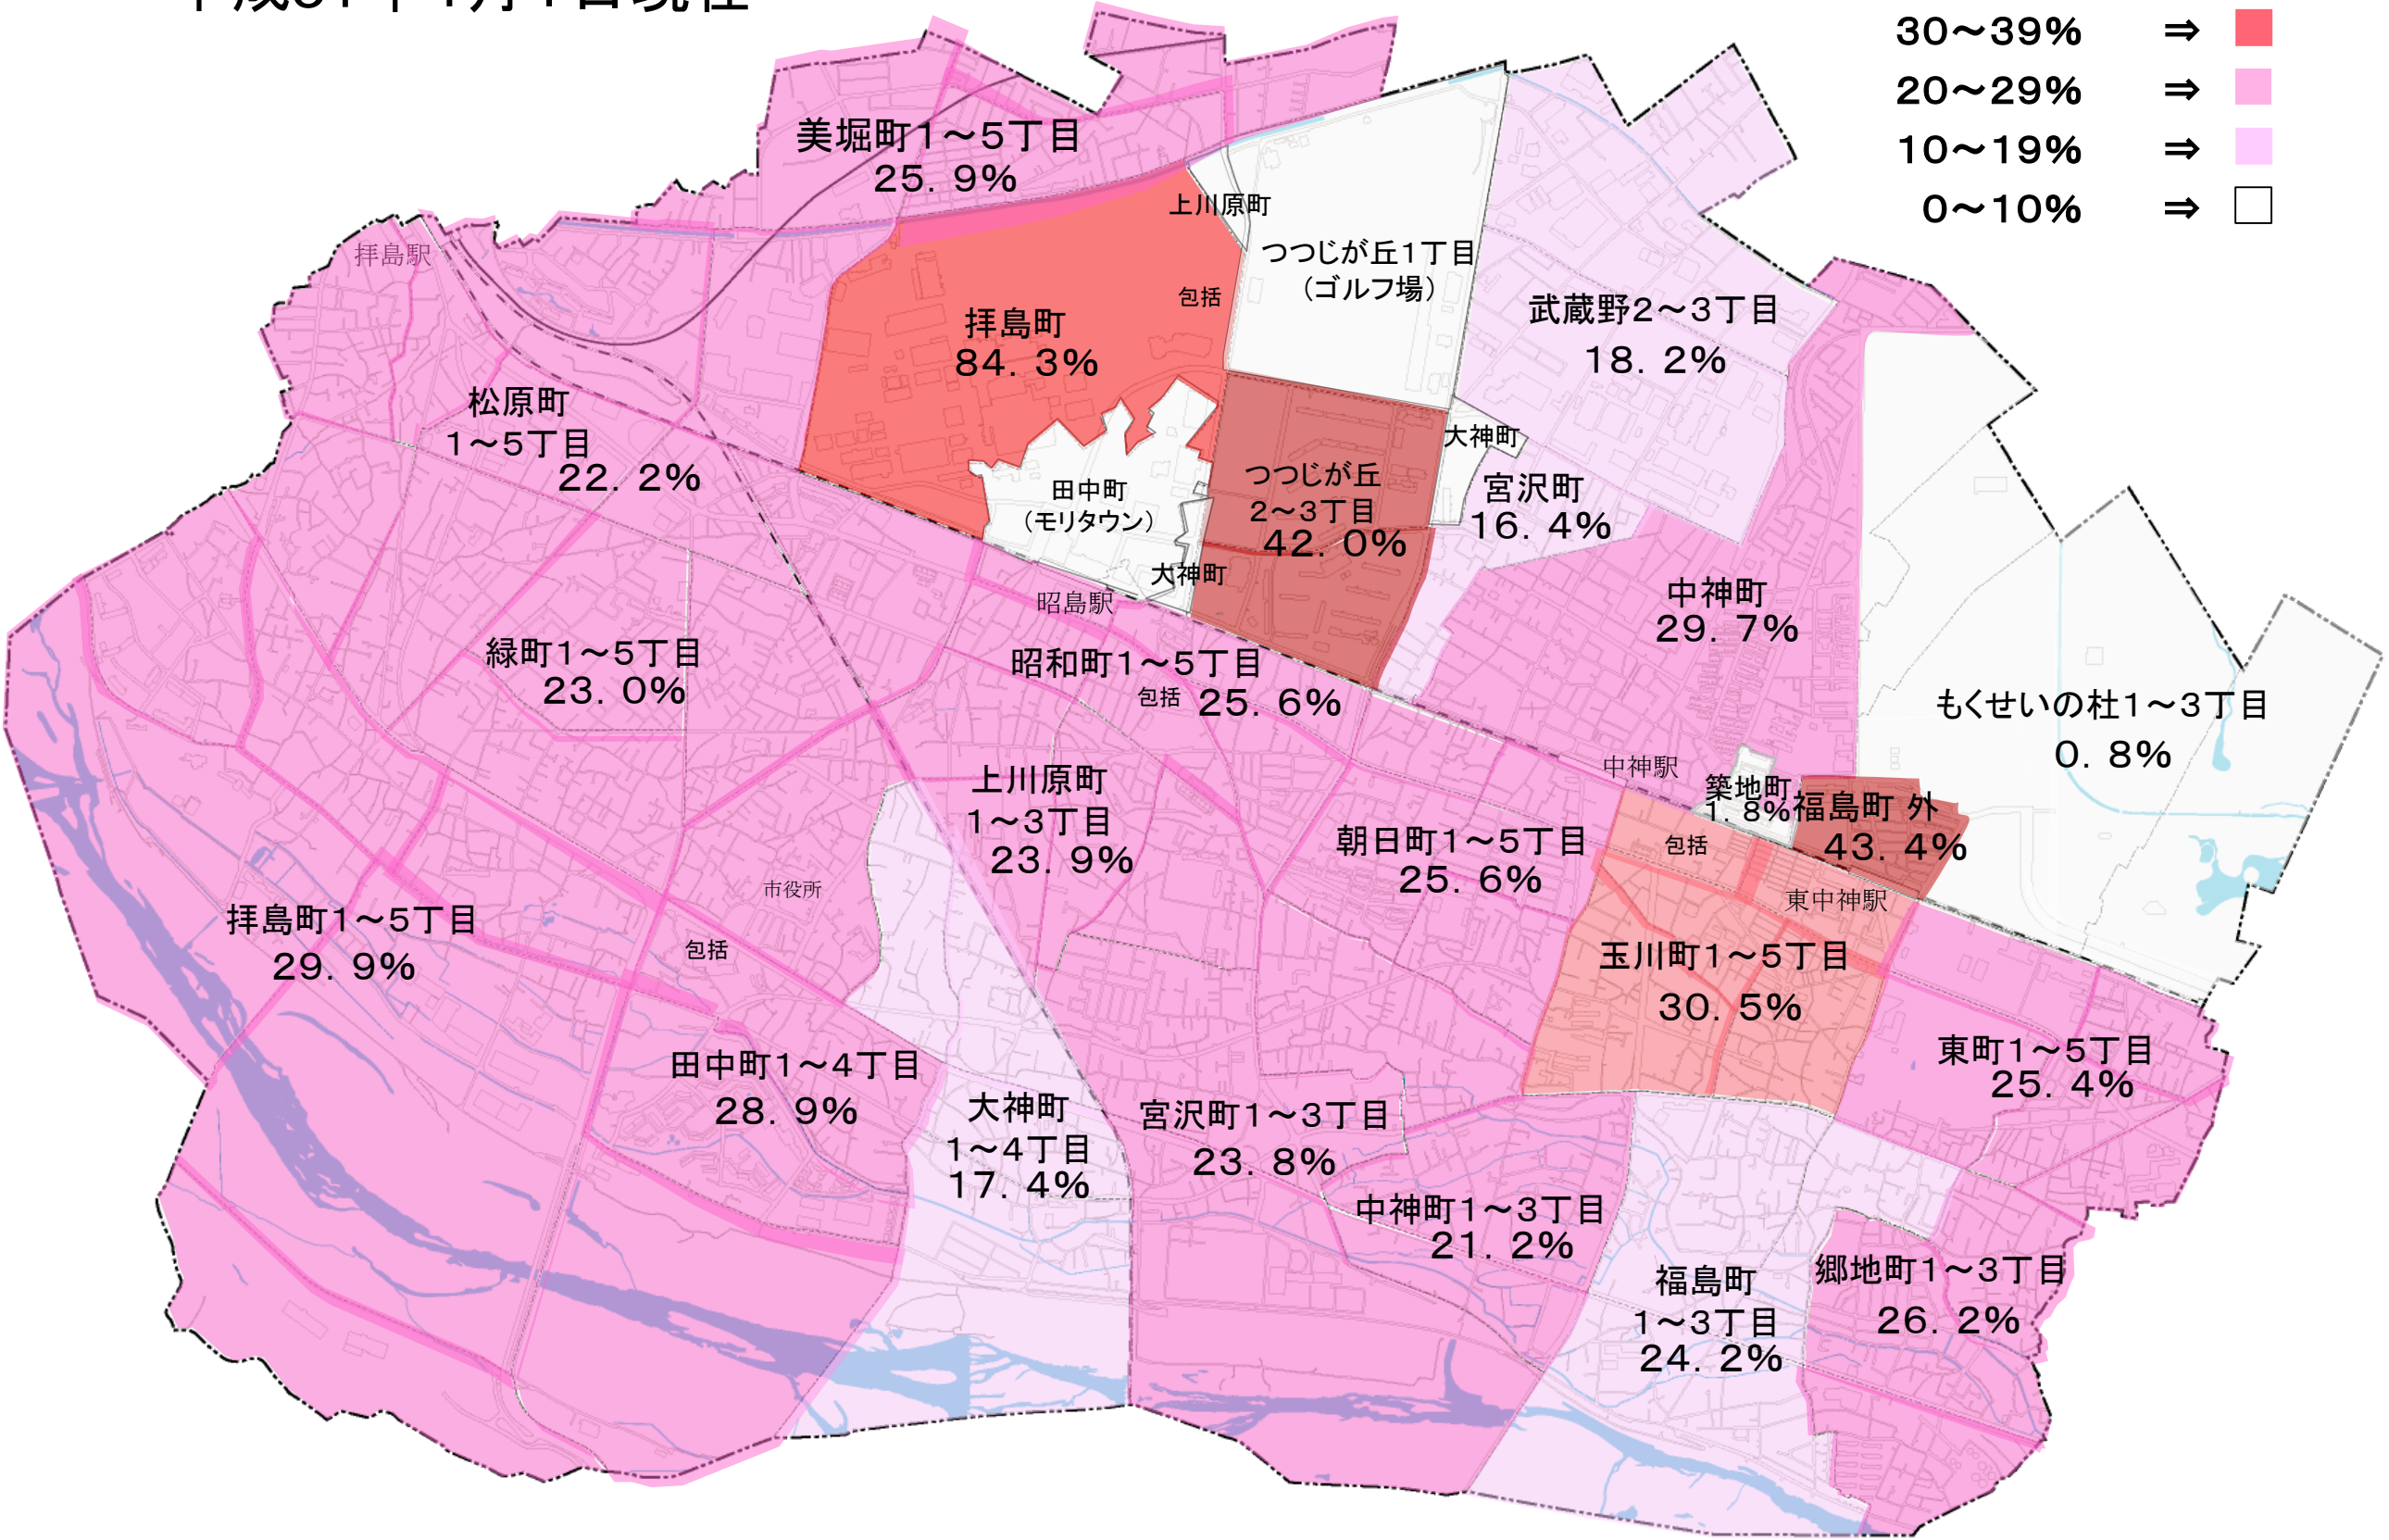 30～39% ⇒
20～29% ⇒
10～19% ⇒
0～10% ⇒
美堀町1～5丁目
25．9%
上川原町
つつじが丘1丁目
（ゴルフ場）
拝島駅
包括
武蔵野2～3丁目
18．2%
拝島町
84．3%
松原町
1～5丁目
22．2%
大神町
つつじが丘
2～3丁目
42．0%
宮沢町
16．4%
田中町
（モリタウン）
大神町
昭島駅
中神町
29．7%
緑町1～5丁目
23．0%
昭和町1～5丁目
包括 25．6%
もくせいの杜1～3丁目
0．8%
中神駅
築地町
1．8%
福島町 外
43．4%
上川原町
1～3丁目
23．9%
朝日町1～5丁目
25．6%
包括
東中神駅
市役所
拝島町1～5丁目
29．9%
包括
玉川町1～5丁目
30．5%
東町1～5丁目
25．4%
田中町1～4丁目
28．9%
大神町
1～4丁目
17．4%
宮沢町1～3丁目
23．8%
中神町1～3丁目
21．2%
福島町
1～3丁目
24．2%
郷地町1～3丁目
26．2%